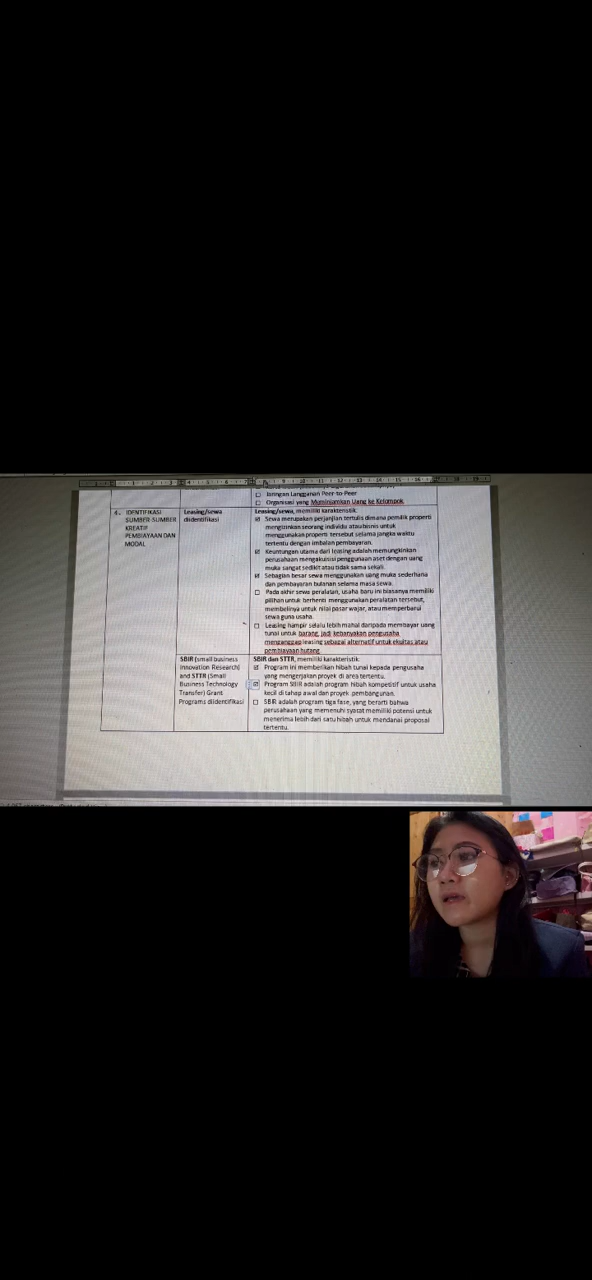 Jaringan Langganan Peer-to-Peer
Organisasi yang Meminjamkan Uang ke Kelompok
4. IDENTIFIKASI
SUMBER-SUMBER
KREATIF
PEMBIAYAAN DAN
MODAL
Leasing/sewa
diidentifikasi
Leasing/sewa, memiliki karakteristik:
Sewa merupakan perjanjian tertulis dimana pemilik properti
mengizinkan seorang individu atau bisnis untuk
menggunakan properti tersebut selama jangka waktu
tertentu dengan imbalan pembayaran.
Keuntungan utama dari leasing adalah memungkinkan
perusahaan mengakuisisi penggunaan aset dengan uang
muka sangat sedikit atau tidak sama sekali.
Sebagian besar sewa menggunakan uang muka sederhana
dan pembayaran bulanan selama masa sewa.
Pada akhir sewa peralatan, usaha baru ini biasanya memiliki
pilihan untuk berhenti menggunakan peralatan tersebut,
membelinya untuk nilai pasar wajar, atau memperbarui
sewa guna usaha.
Leasing hampir selalu lebih mahal daripada membayar uang
tunai untuk barang, jadi kebanyakan pengusaha
menganggap leasing sebagai alternatif untuk ekuitas atau
pembiayaan hutang.
SBIR (small business
innovation Research)
and STTR (Small
Business Technology
Transfer) Grant
Programs diidentifikasi
SBIR dan STTR, memiliki karakteristik:
Program ini memberikan hibah tunai kepada pengusaha
yang mengerjakan proyek di area tertentu.
Program SBIR adalah program hibah kompetitif untuk usaha
kecil di tahap awal dan proyek pembangunan.
SBIR adalah program tiga fase, yang berarti bahwa
perusahaan yang memenuhi syarat memiliki potensi untuk
menerima lebih dari satu hibah untuk mendanai proposal
tertentu.